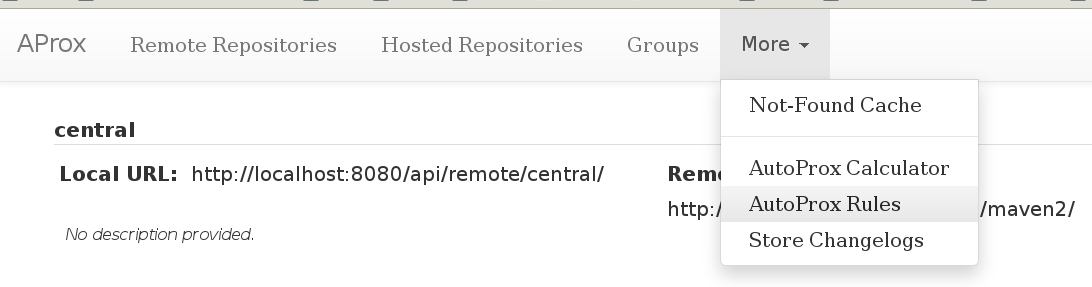 AProx Remote Repositories Hosted Repositories Groups More
Not-Found Cache
AutoProx Calculator
AutoProx Rules
Store Changelogs
central
Local URL: http://localhost:8080/api/remote/central/
http:/ /maven2/
No description provided.